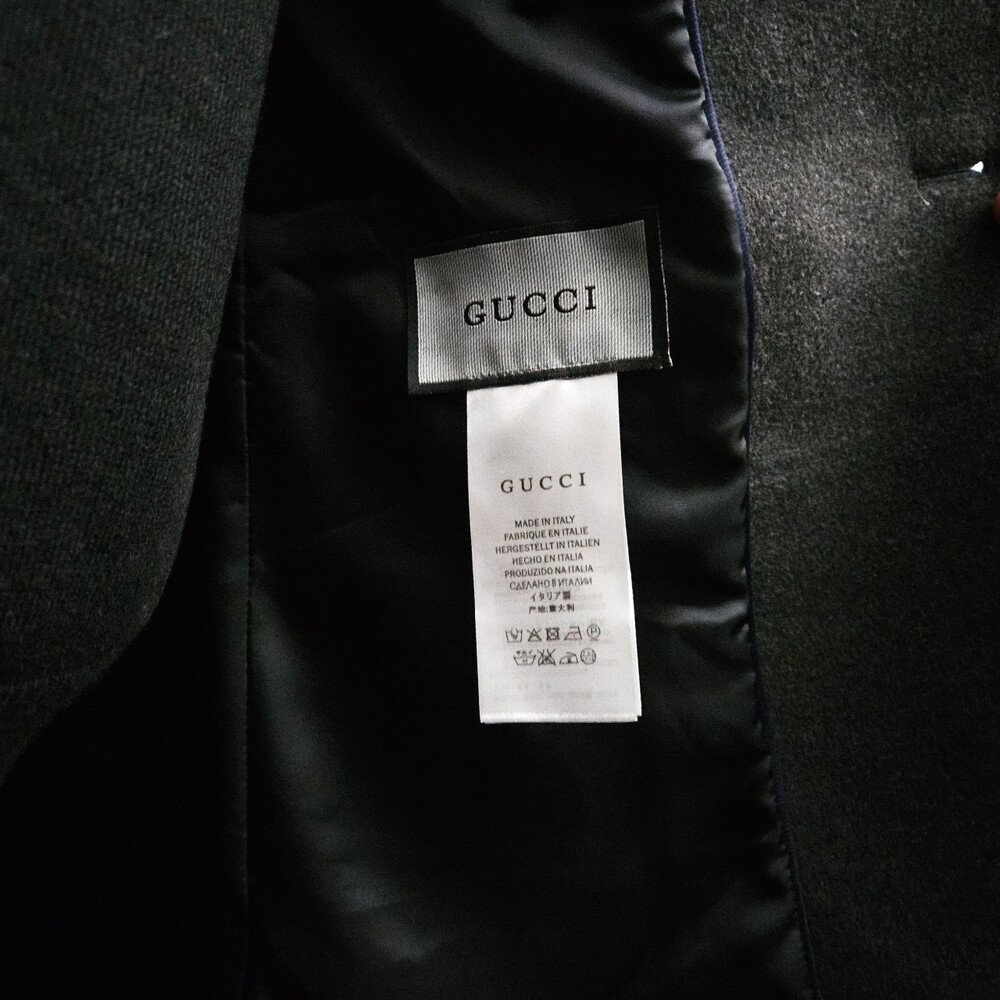 GUCCI
GUCCI
MADE IN ITALY
FABRIQUE EN ITALIE
HERGESTELLT IN ITALIEN
HECHO EN ITALIA
PRODUZIDO NA ITALIA
СДЕЛАНО В ИТАЛИИ
イタリア製
产地:意大利